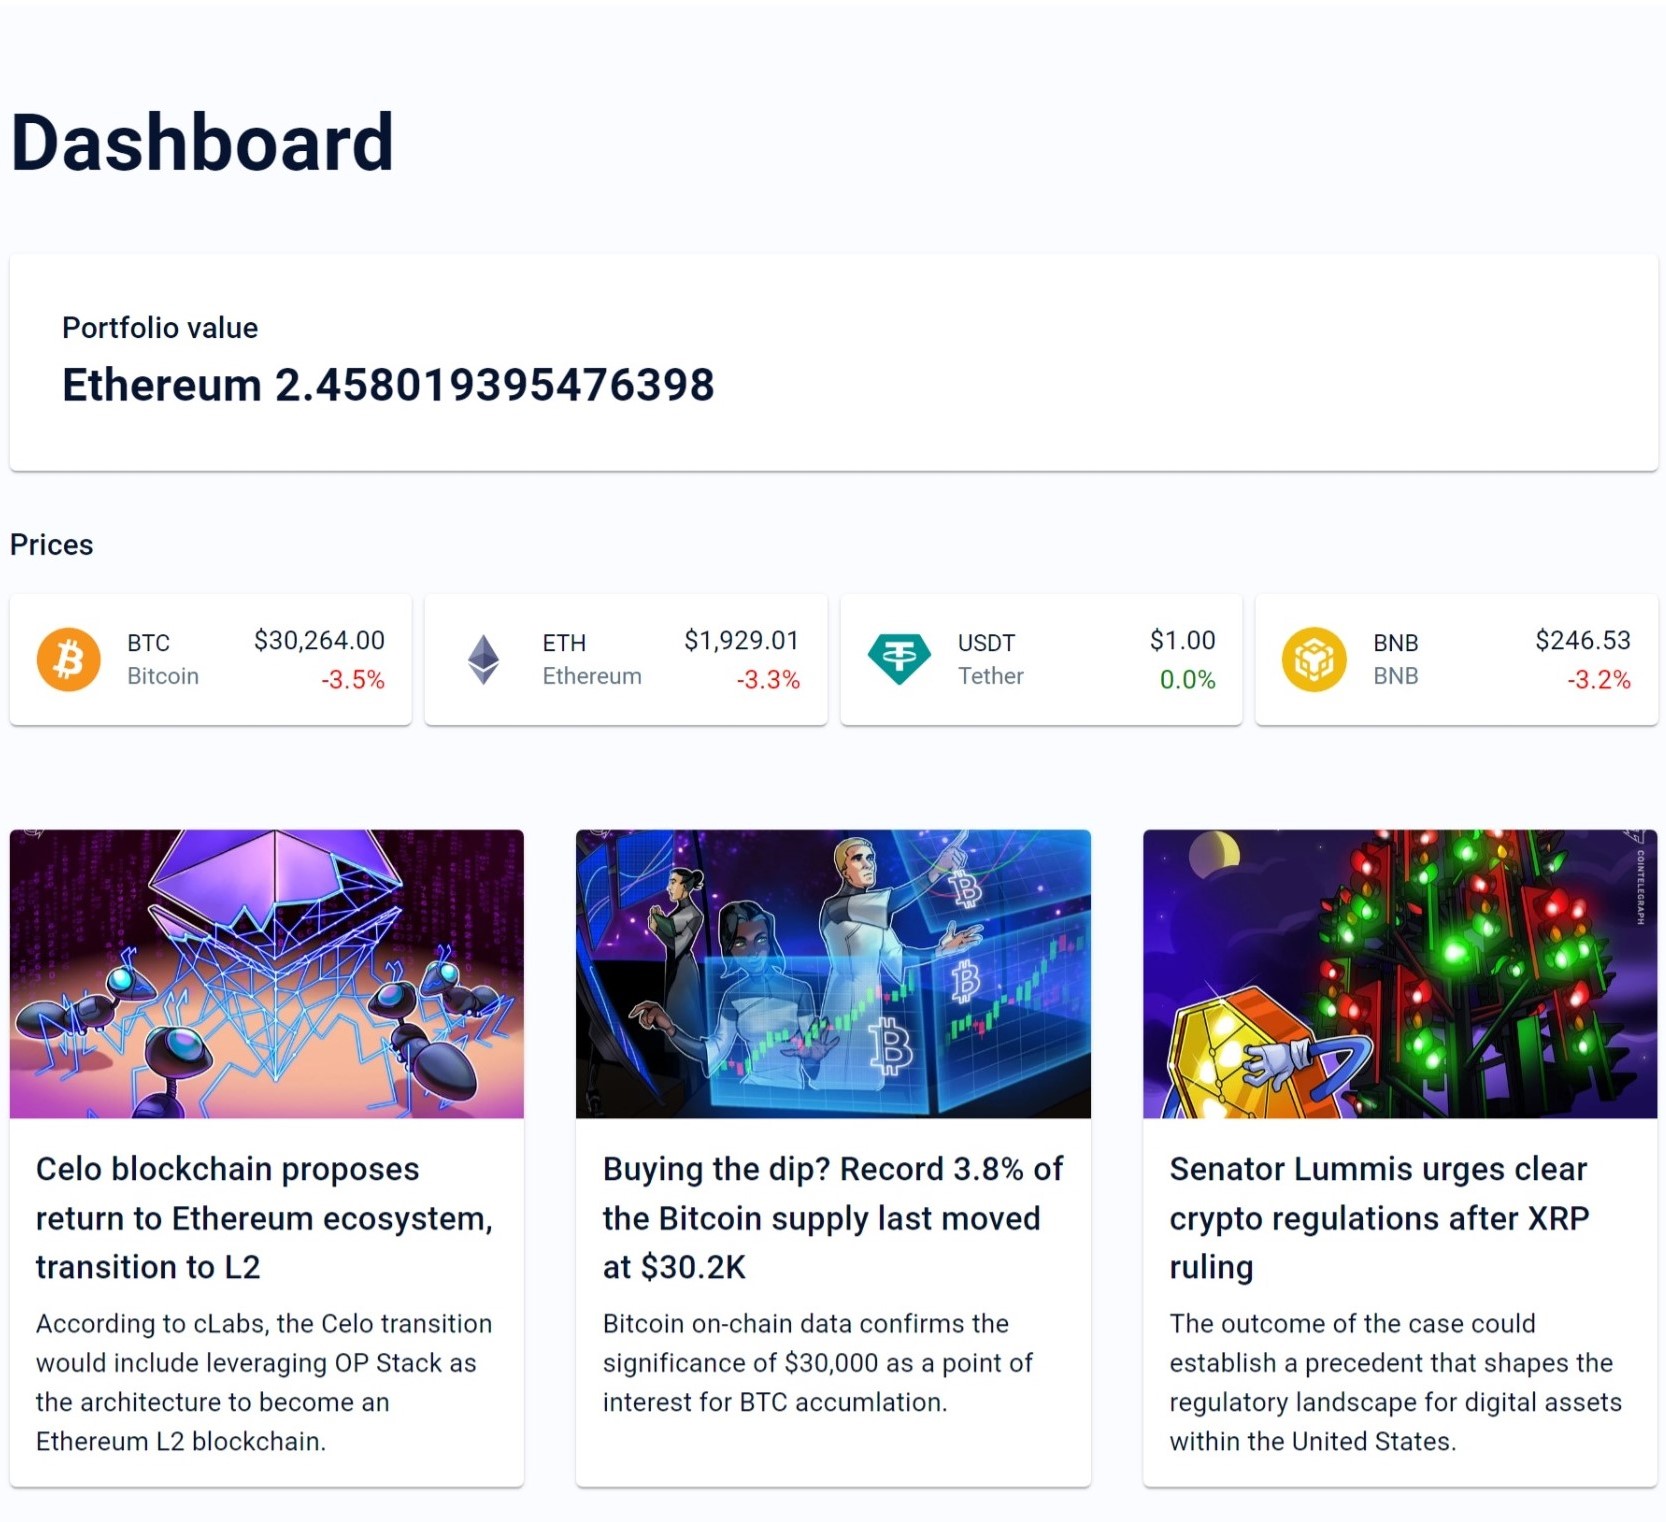 Dashboard
Portfolio value
Ethereum 2.458019395476398
Prices
BTC
$30,264.00
Bitcoin
-3.5%
ETH
$1,929.01
Ethereum
-3.3%
USDT
$1.00
Tether
0.0%
BNB
$246.53
BNB
-3.2%
COINTELEGRAPH
Celo blockchain proposes
return to Ethereum ecosystem,
transition to L2
According to cLabs, the Celo transition
would include leveraging OP Stack as
the architecture to become an
Ethereum L2 blockchain.
Buying the dip? Record 3.8% of
the Bitcoin supply last moved
at $30.2K
Bitcoin on-chain data confirms the
significance of $30,000 as a point of
interest for BTC accumlation.
Senator Lummis urges clear
crypto regulations after XRP
ruling
The outcome of the case could
establish a precedent that shapes the
regulatory landscape for digital assets
within the United States.